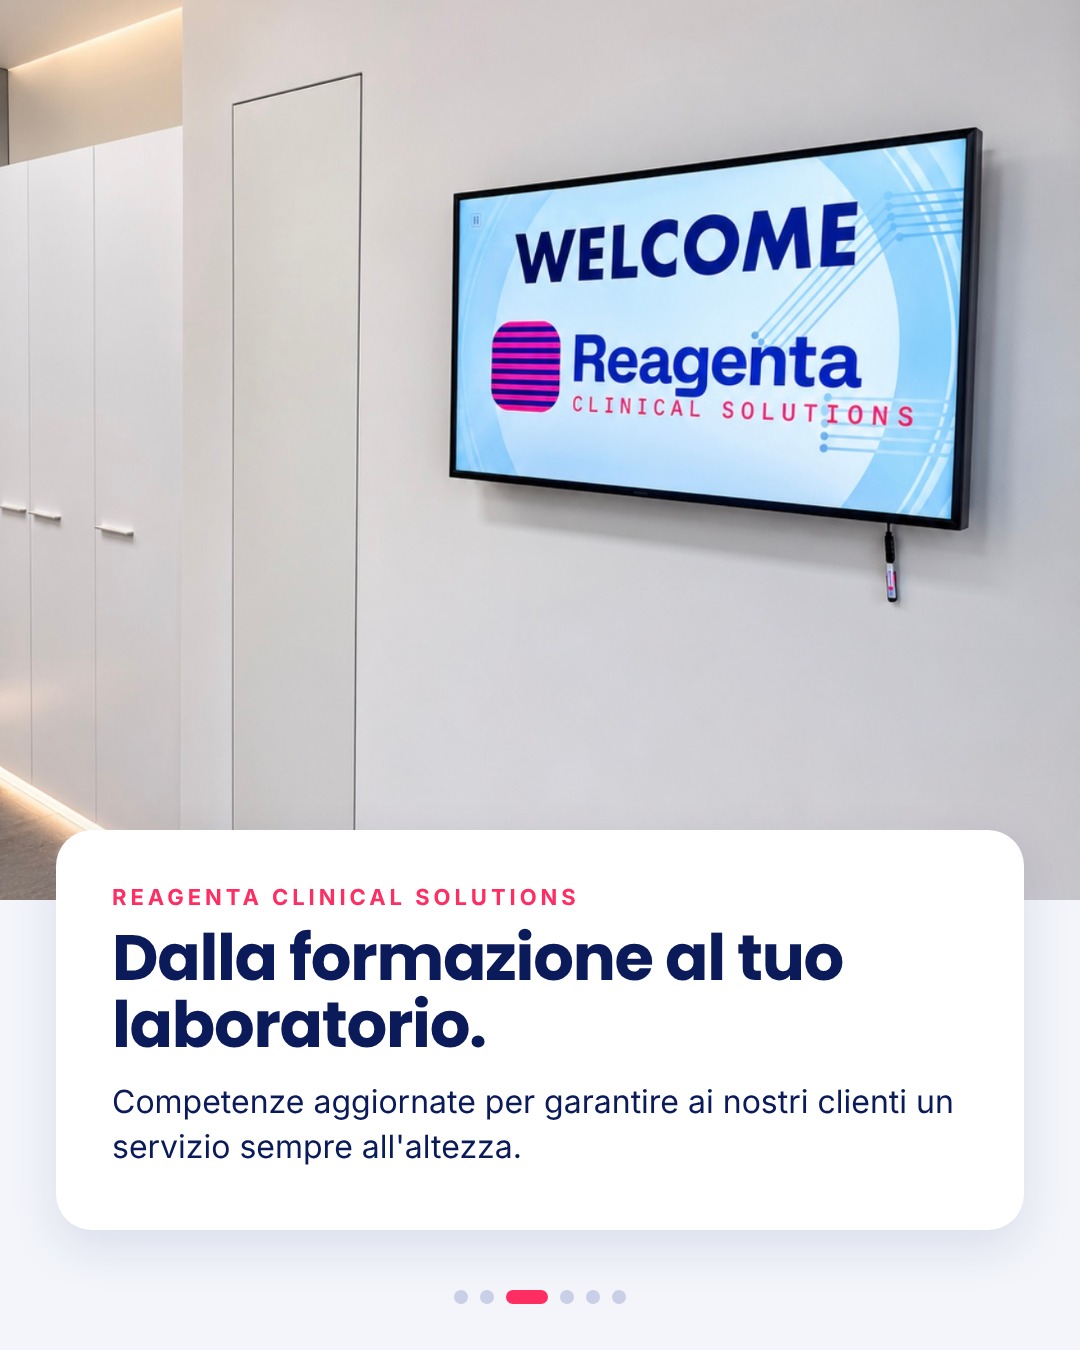 WELCOME
Reagenta
CLINICAL SOLUTIONS
REAGENTA CLINICAL SOLUTIONS
Dalla formazione al tuo
laboratorio.
Competenze aggiornate per garantire ai nostri clienti un
servizio sempre all'altezza.